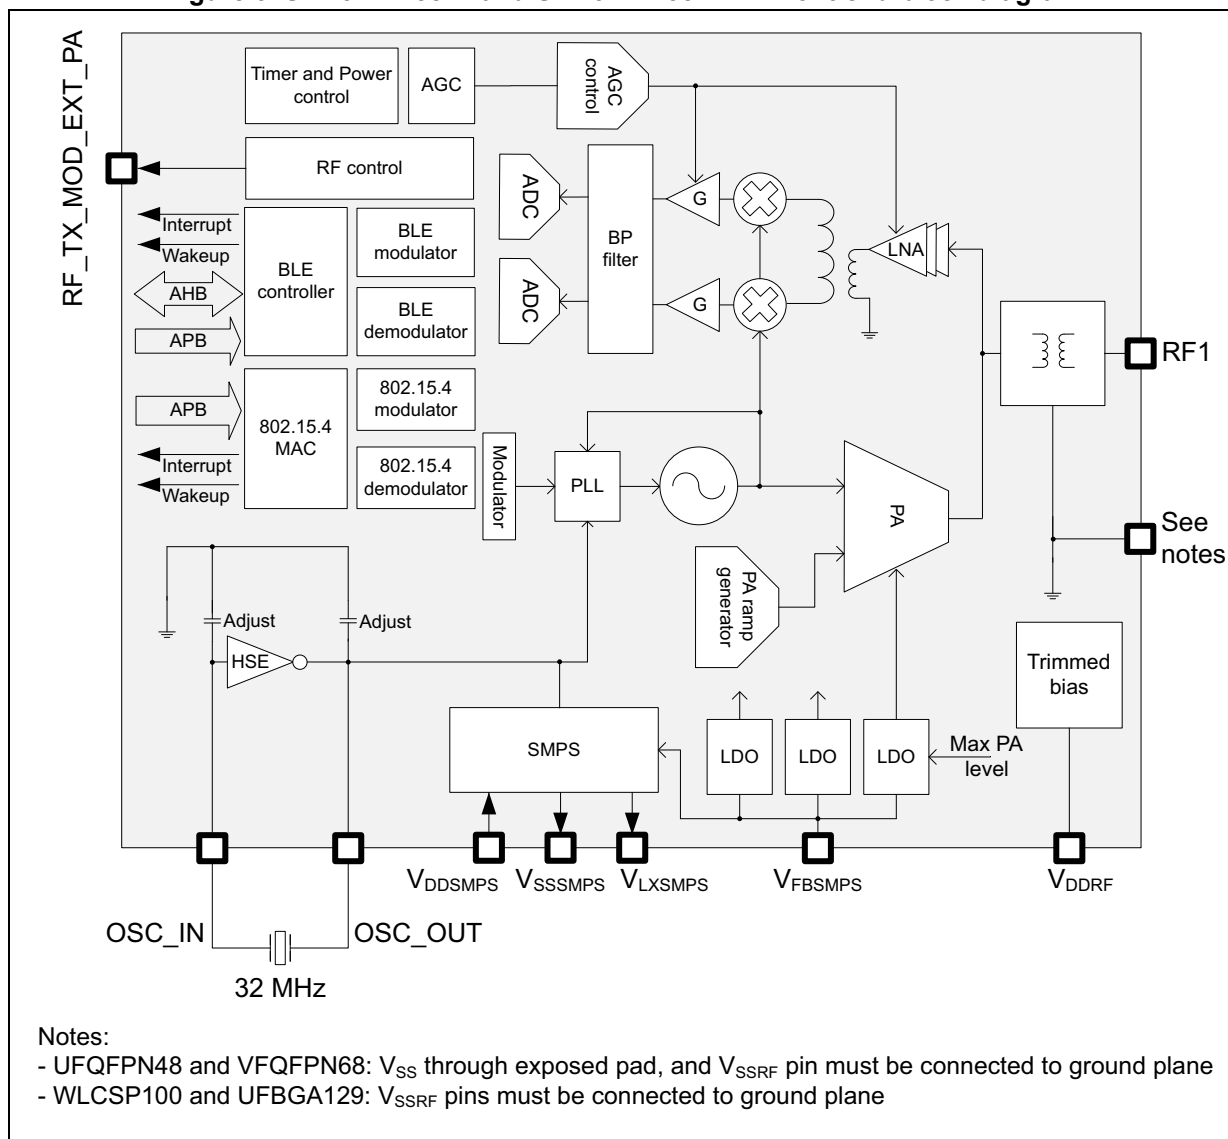 RF_TX_MOD_EXT_PA
Timer and Power
control
AGC
AGC
control
RF control
ADC
BP
filter
G
LNA
Interrupt
Wakeup
AHB
APB
BLE
controller
BLE
modulator
BLE
demodulator
ADC
G
RF1
APB
Interrupt
Wakeup
802.15.4
MAC
802.15.4
modulator
802.15.4
demodulator
Modulator
PLL
PA
See
notes
Adjust
Adjust
HSE
PA ramp
generator
Trimmed
bias
SMPS
LDO
LDO
LDO
Max PA
level
VDDSMPS
VSSSMPS
VLXSMPS
VFBSMPS
VDDRF
OSC_IN
OSC_OUT
32 MHz
Notes:
- UFQFPN48 and VFQFPN68: VSS through exposed pad, and VSSRF pin must be connected to ground plane
- WLCSP100 and UFBGA129: VSSRF pins must be connected to ground plane